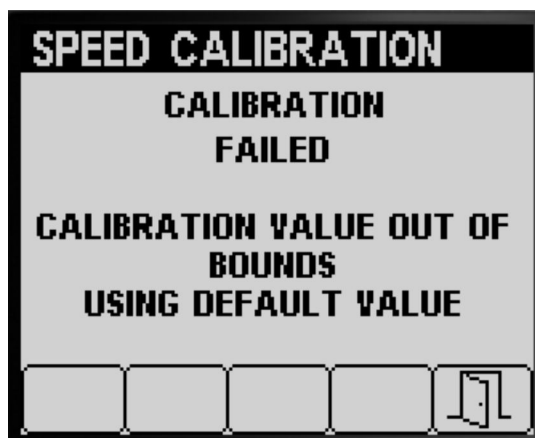 SPEED CALIBRATION
CALIBRATION
FAILED
CALIBRATION VALUE OUT OF
BOUNDS
USING DEFAULT VALUE